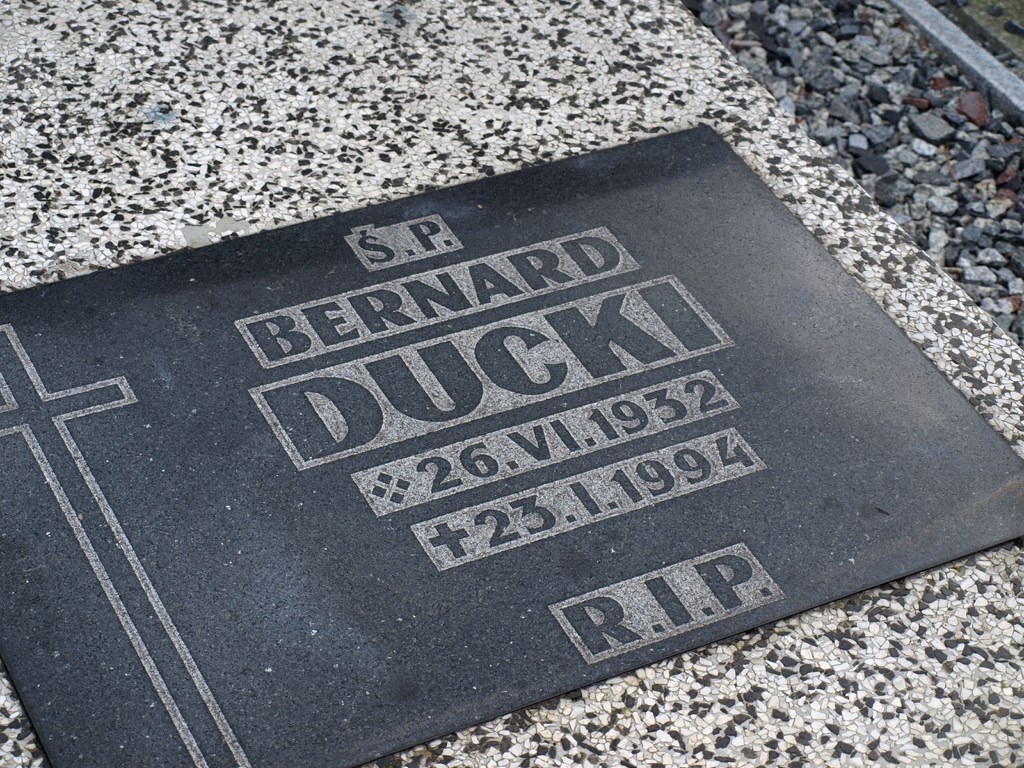 Ś.P.
BERNARD
DUCKI
26.VI.1932
✝23.I.1994
R.I.P.